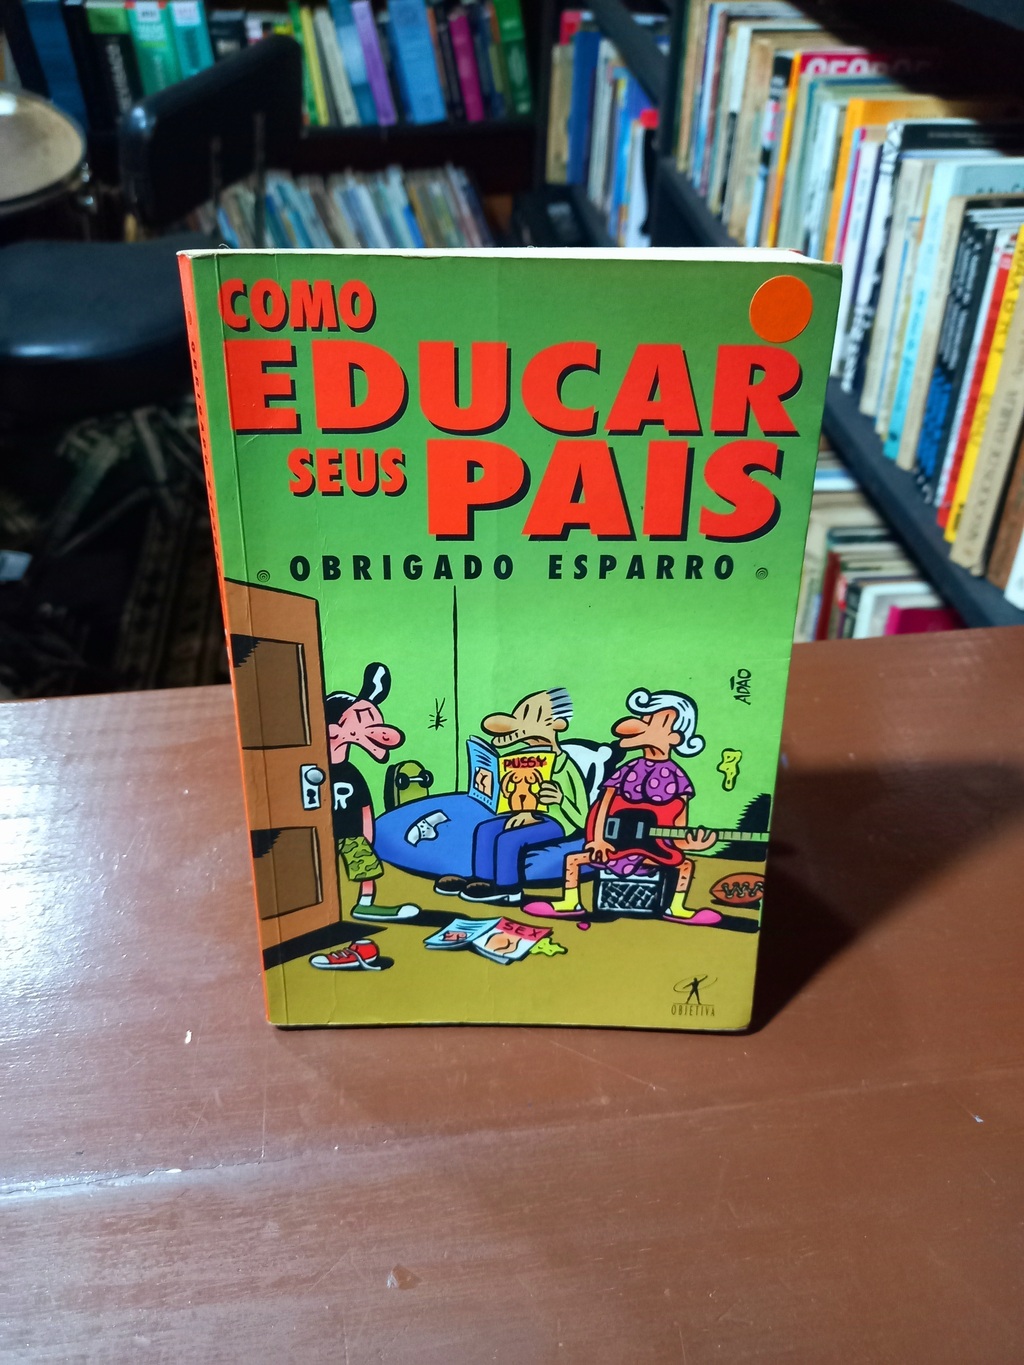 COMO
EDUCAR
SEUS PAIS
OBRIGADO ESPARRO
ADÃO
PUSSY
R
SEX
OBJETIVA